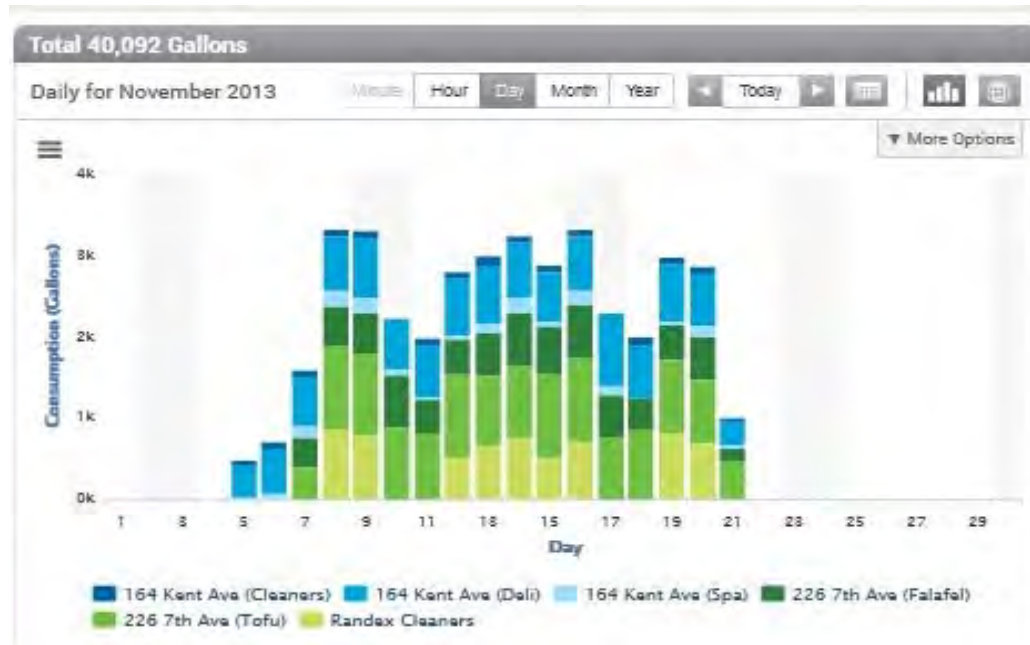 Total 40,092 Gallons
Daily for November 2013 Minute Hour Day Month Year Today
More Options
4k
3k
2k
1k
0k
Consumption (Gallons)
1 3 5 7 9 11 13 15 17 19 21 23 25 27 29
Day
164 Kent Ave (Cleaners) 164 Kent Ave (Deli) 164 Kent Ave (Spa) 226 7th Ave (Falafel)
226 7th Ave (Tofu) Randex Cleaners